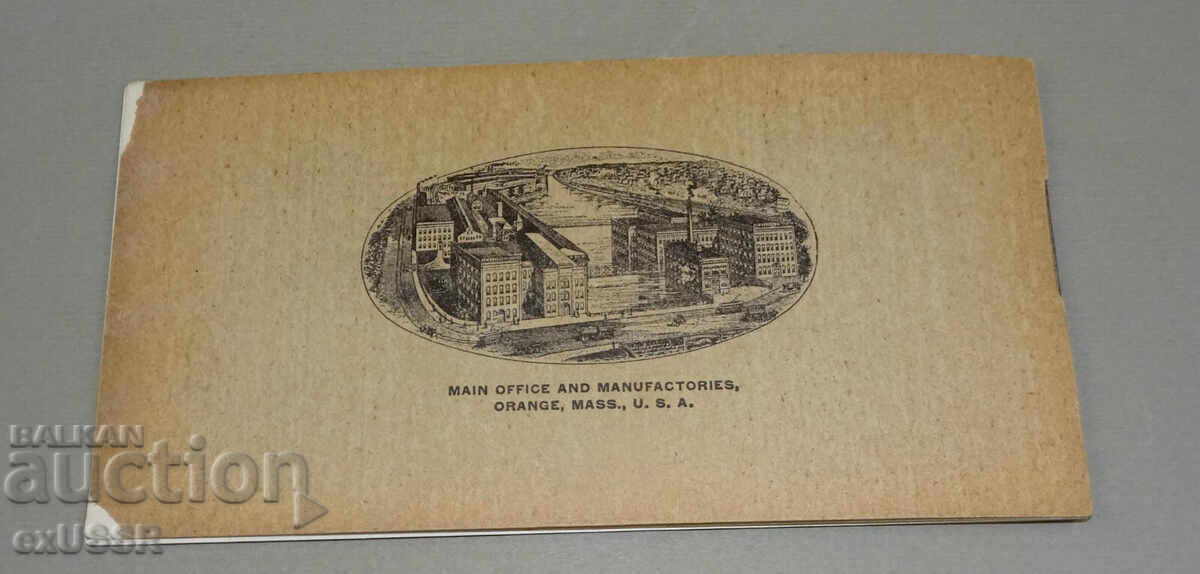 MAIN OFFICE AND MANUFACTORIES,
ORANGE, MASS., U. S. A.
BALKAN
auction
exUSSR